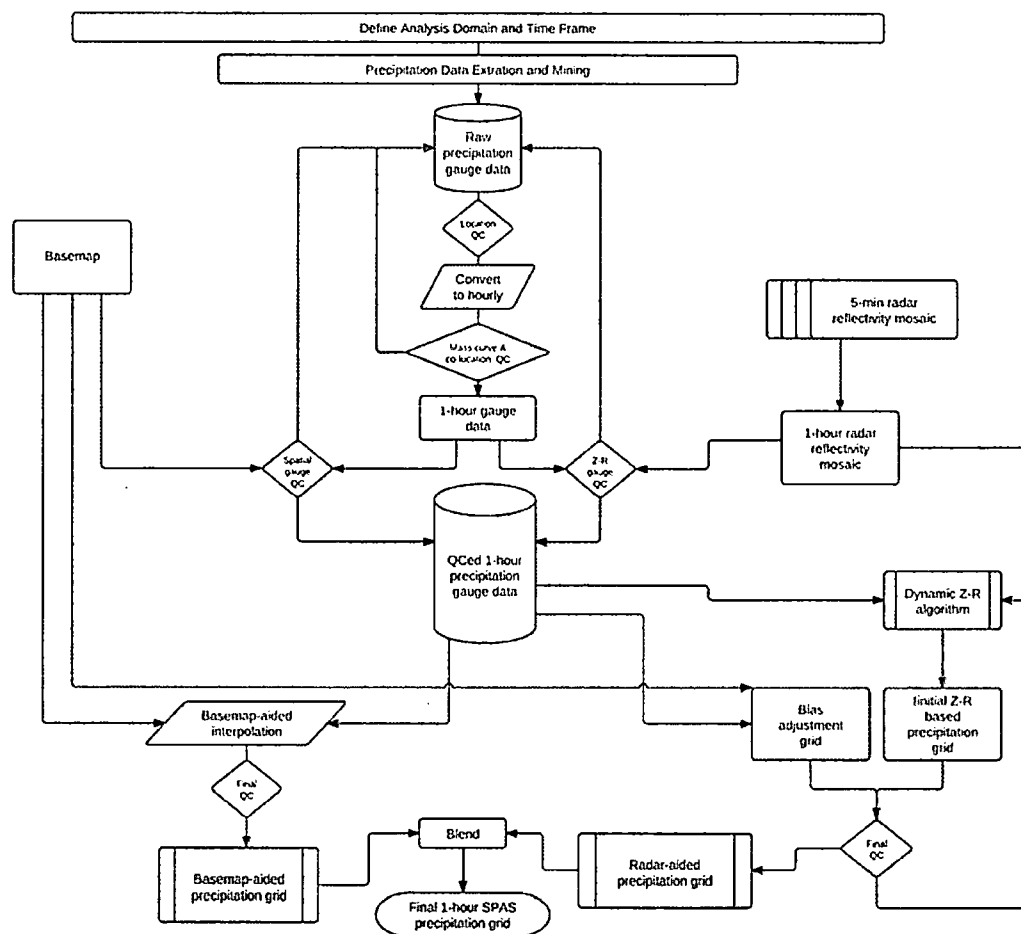 Define Analysis Domain and Time Frame
Precipitation Data Extration and Mining
Raw
precipitation
gauge data
Location
QC
Convert
to hourly
Mass curve &
co location QC
1-hour gauge
data
Basemap
5-min radar
reflectivity mosaic
1-hour radar
reflectivity
mosaic
Spatial
gauge
QC
Z-R
gauge
QC
QCed 1-hour
precipitation
gauge data
Dynamic Z-R
algorithm
Basemap-aided
interpolation
Bias
adjustment
grid
Iinitial Z-R
based
precipitation
grid
Final
QC
Blend
Final
QC
Basemap-aided
precipitation grid
Radar-aided
precipitation grid
Final 1-hour SPAS
precipitation grid